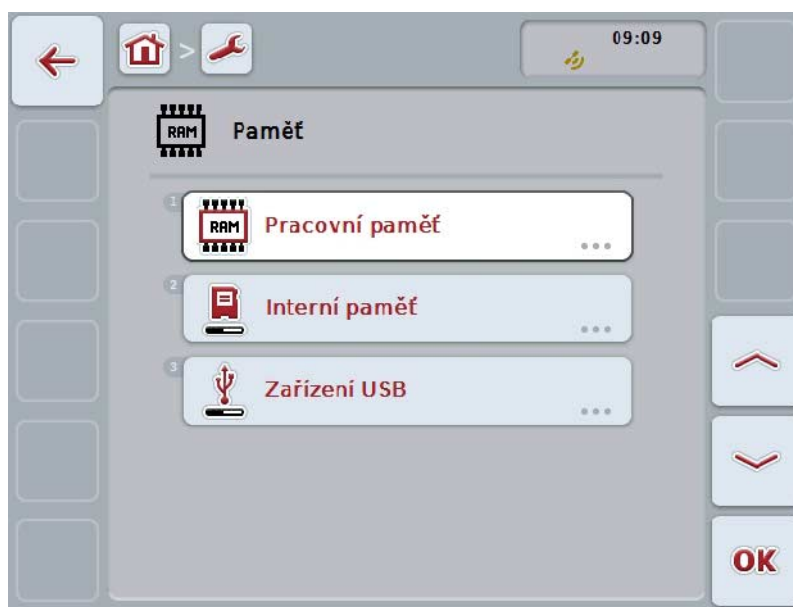 09:09
RAM Paměť
1
RAM Pracovní paměť
2
Interní paměť
3
Zařízení USB
OK